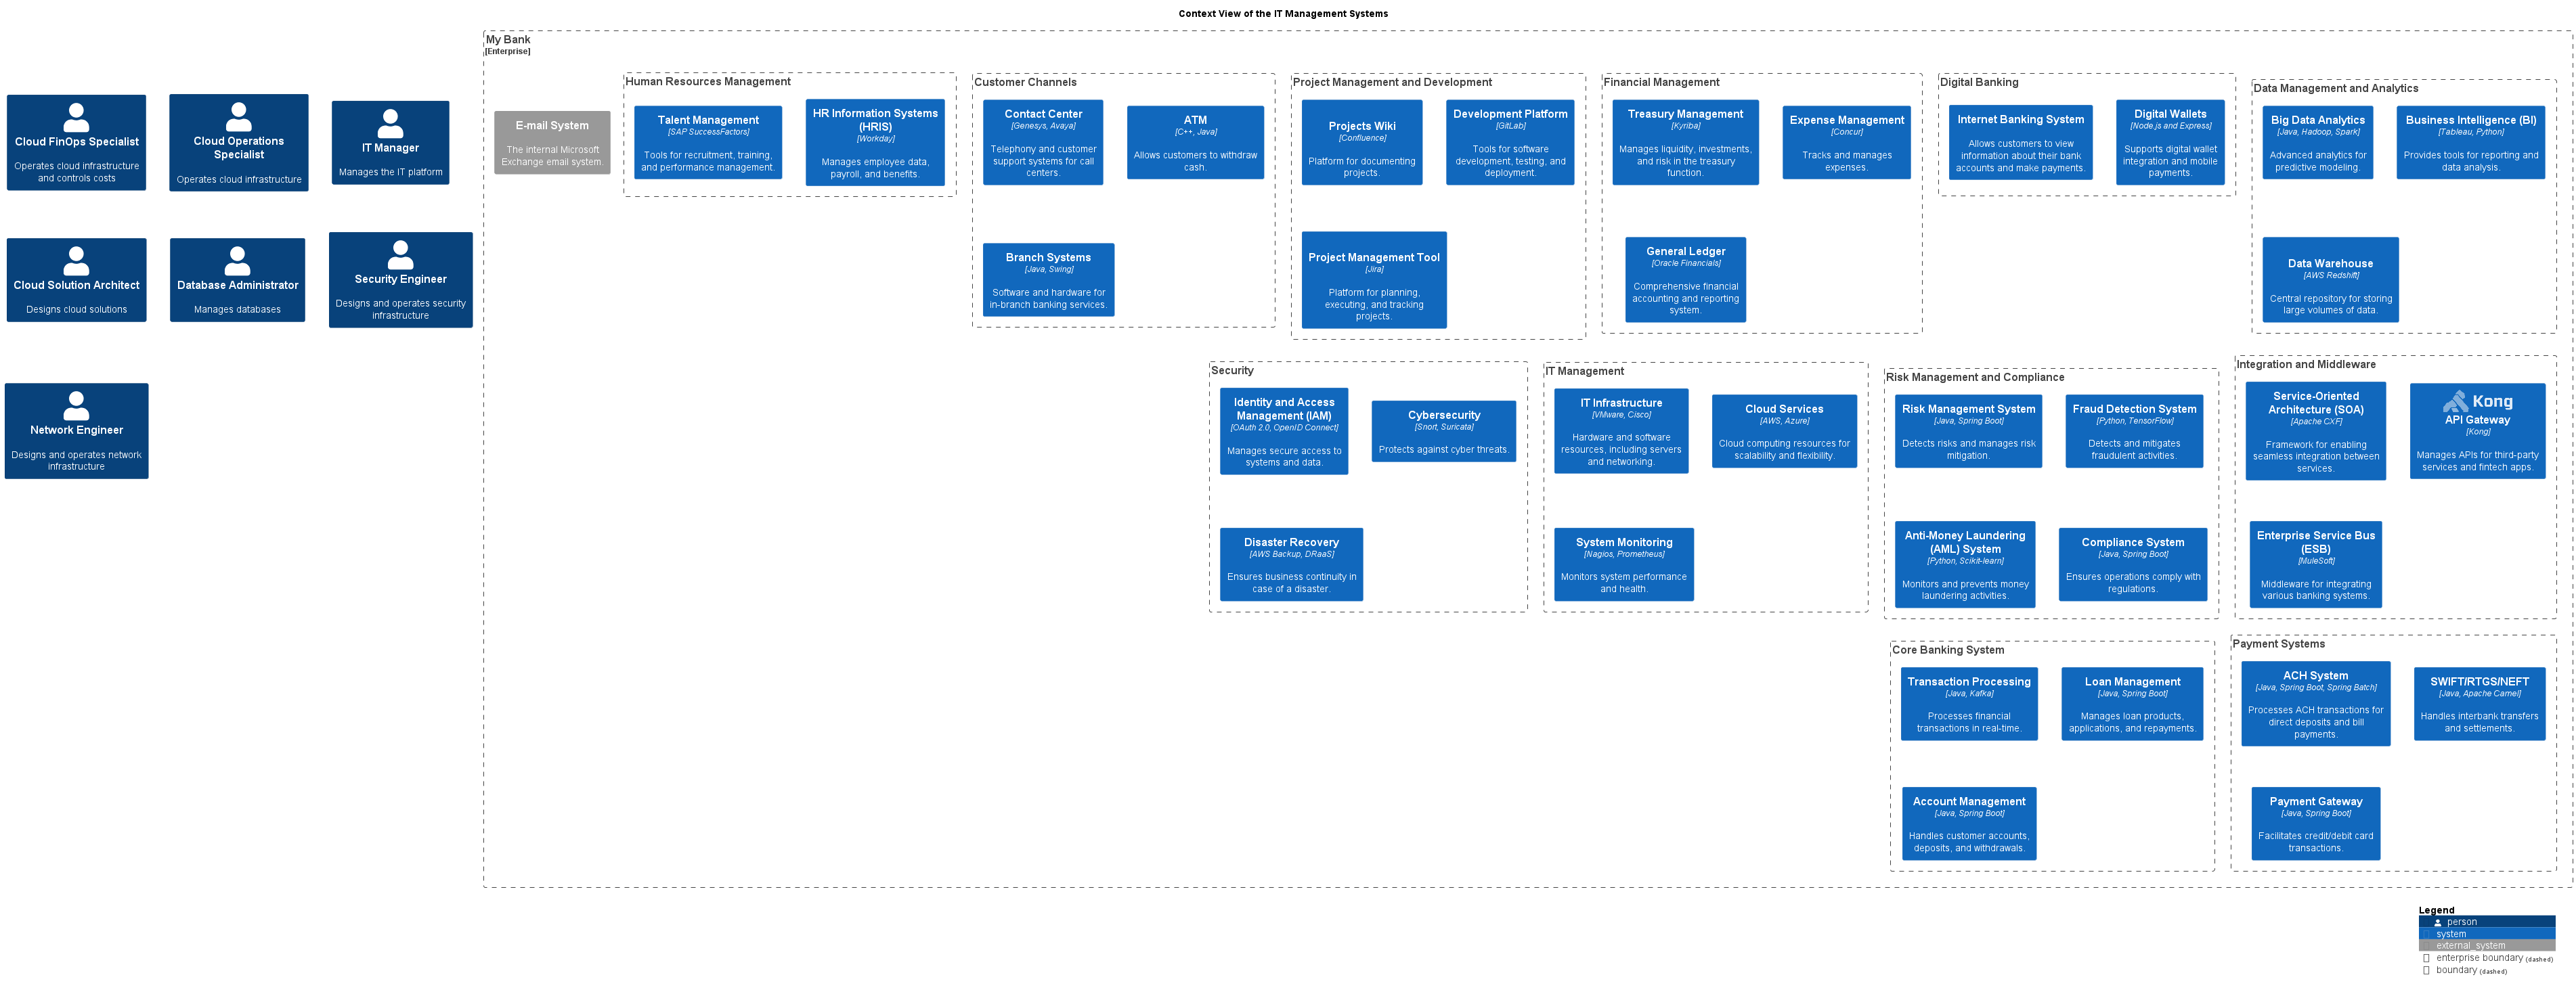 Context View of the IT Management Systems
My Bank
[Enterprise]
Cloud FinOps Specialist
Operates cloud infrastructure
and controls costs
Cloud Operations
Specialist
Operates cloud infrastructure
IT Manager
Manages the IT platform
Cloud Solution Architect
Designs cloud solutions
Database Administrator
Manages databases
Security Engineer
Designs and operates security
infrastructure
Network Engineer
Designs and operates network
infrastructure
E-mail System
The internal Microsoft
Exchange email system.
Human Resources Management
Talent Management
[SAP SuccessFactors]
Tools for recruitment, training,
and performance management.
HR Information Systems
(HRIS)
[Workday]
Manages employee data,
payroll, and benefits.
Customer Channels
Contact Center
[Genesys, Avaya]
Telephony and customer
support systems for call
centers.
ATM
[C++, Java]
Allows customers to withdraw
cash.
Branch Systems
[Java, Swing]
Software and hardware for
in-branch banking services.
Project Management and Development
Projects Wiki
[Confluence]
Platform for documenting
projects.
Development Platform
[GitLab]
Tools for software
development, testing, and
deployment.
Project Management Tool
[Jira]
Platform for planning,
executing, and tracking
projects.
Financial Management
Treasury Management
[Kyriba]
Manages liquidity, investments,
and risk in the treasury
function.
Expense Management
[Concur]
Tracks and manages
expenses.
General Ledger
[Oracle Financials]
Comprehensive financial
accounting and reporting
system.
Digital Banking
Internet Banking System
Allows customers to view
information about their bank
accounts and make payments.
Digital Wallets
[Node.js and Express]
Supports digital wallet
integration and mobile
payments.
Data Management and Analytics
Big Data Analytics
[Java, Hadoop, Spark]
Advanced analytics for
predictive modeling.
Business Intelligence (BI)
[Tableau, Python]
Provides tools for reporting and
data analysis.
Data Warehouse
[AWS Redshift]
Central repository for storing
large volumes of data.
Security
Identity and Access
Management (IAM)
[OAuth 2.0, OpenID Connect]
Manages secure access to
systems and data.
Cybersecurity
[Snort, Suricata]
Protects against cyber threats.
Disaster Recovery
[AWS Backup, DRaaS]
Ensures business continuity in
case of a disaster.
IT Management
IT Infrastructure
[VMware, Cisco]
Hardware and software
resources, including servers
and networking.
Cloud Services
[AWS, Azure]
Cloud computing resources for
scalability and flexibility.
System Monitoring
[Nagios, Prometheus]
Monitors system performance
and health.
Risk Management and Compliance
Risk Management System
[Java, Spring Boot]
Detects risks and manages risk
mitigation.
Fraud Detection System
[Python, TensorFlow]
Detects and mitigates
fraudulent activities.
Anti-Money Laundering
(AML) System
[Python, Scikit-learn]
Monitors and prevents money
laundering activities.
Compliance System
[Java, Spring Boot]
Ensures operations comply with
regulations.
Integration and Middleware
Service-Oriented
Architecture (SOA)
[Apache CXF]
Framework for enabling
seamless integration between
services.
Kong
API Gateway
[Kong]
Manages APIs for third-party
services and fintech apps.
Enterprise Service Bus
(ESB)
[MuleSoft]
Middleware for integrating
various banking systems.
Core Banking System
Transaction Processing
[Java, Kafka]
Processes financial
transactions in real-time.
Loan Management
[Java, Spring Boot]
Manages loan products,
applications, and repayments.
Account Management
[Java, Spring Boot]
Handles customer accounts,
deposits, and withdrawals.
Payment Systems
ACH System
[Java, Spring Boot, Spring Batch]
Processes ACH transactions for
direct deposits and bill
payments.
SWIFT/RTGS/NEFT
[Java, Apache Camel]
Handles interbank transfers
and settlements.
Payment Gateway
[Java, Spring Boot]
Facilitates credit/debit card
transactions.
Legend
person
system
external_system
enterprise boundary (dashed)
boundary (dashed)